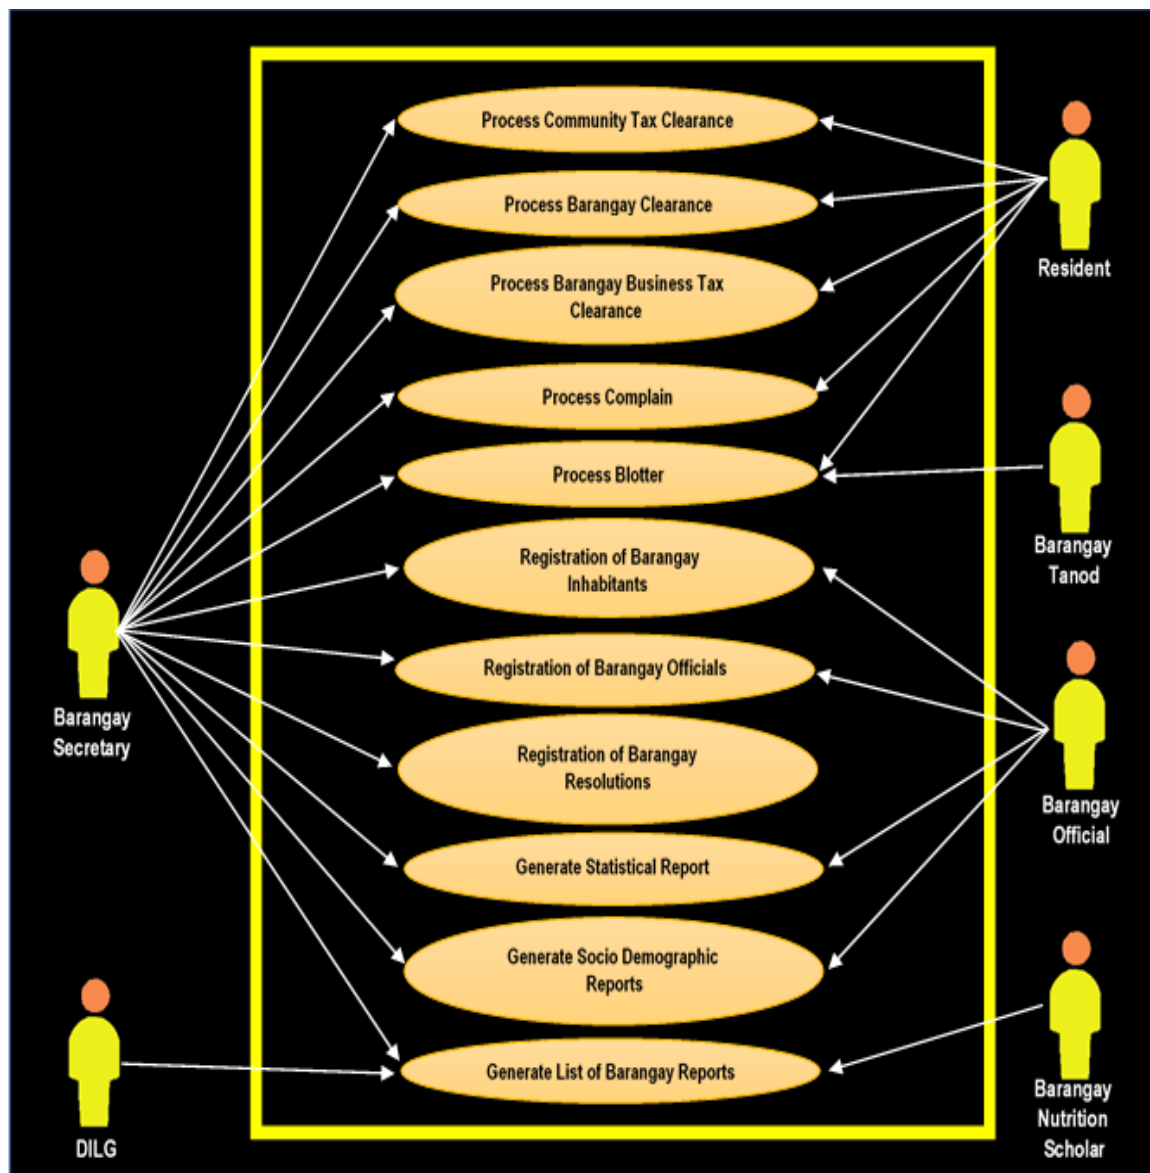 Process Community Tax Clearance
Process Barangay Clearance
Process Barangay Business Tax
Clearance
Process Complain
Process Blotter
Registration of Barangay
Inhabitants
Registration of Barangay Officials
Registration of Barangay
Resolutions
Generate Statistical Report
Generate Socio Demographic
Reports
Generate List of Barangay Reports
Barangay
Secretary
DILG
Resident
Barangay
Tanod
Barangay
Official
Barangay
Nutrition
Scholar